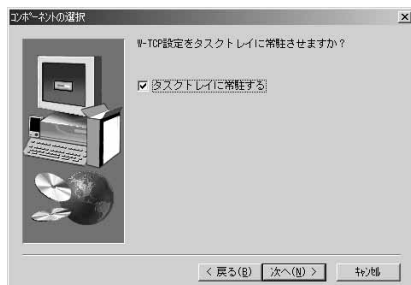 コンポーネントの選択
W-TCP設定をタスクトレイに常駐させますか？
タスクトレイに常駐する
< 戻る(B)
次へ(N) >
キャンセル